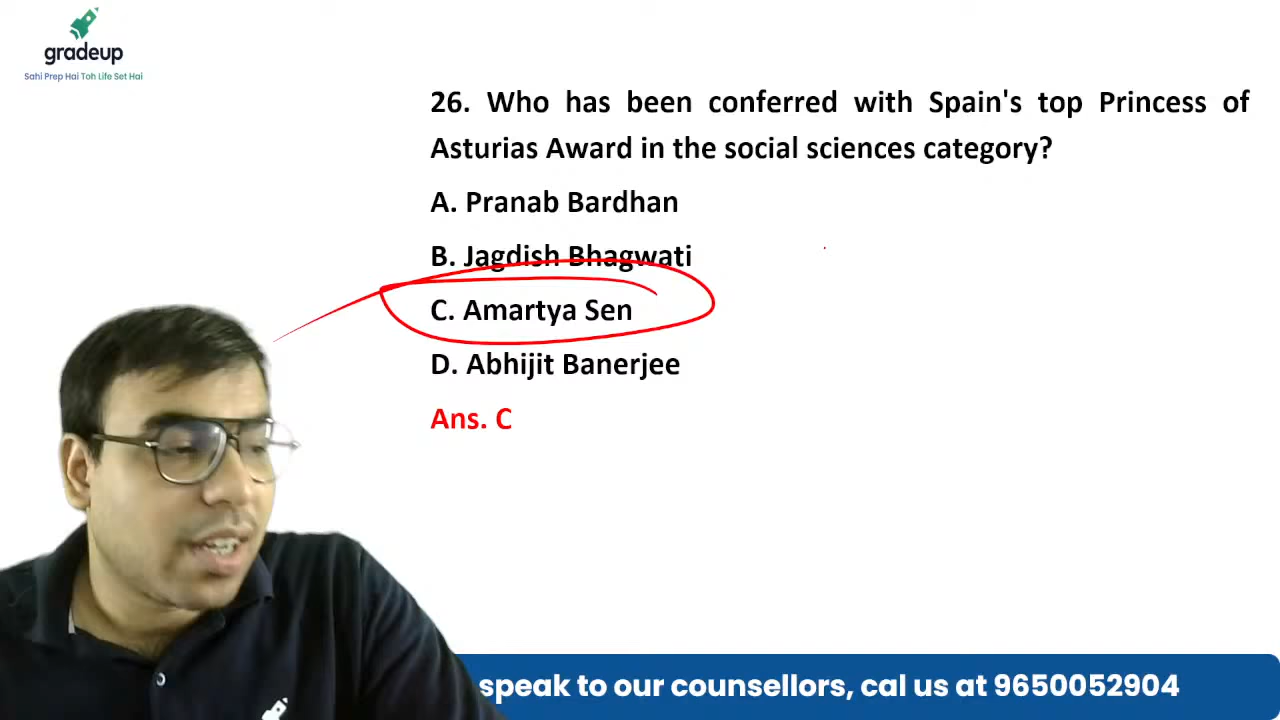 gradeup
Sahi Prep Hai Toh Life Set Hai
26. Who has been conferred with Spain's top Princess of
Asturias Award in the social sciences category?
A. Pranab Bardhan
B. Jagdish Bhagwati
C. Amartya Sen
D. Abhijit Banerjee
Ans. C
speak to our counsellors, cal us at 9650052904